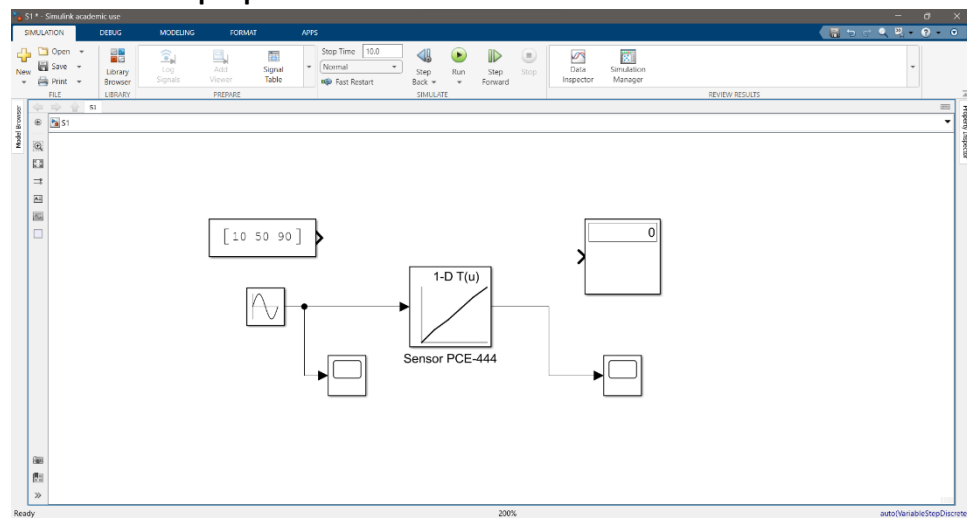 S1 * - Simulink academic use
SIMULATION DEBUG MODELING FORMAT APPS
New
Open
Save
Print
FILE
Library Browser
LIBRARY
Log Signals
Add Viewer
Signal Table
PREPARE
Stop Time 10.0
Normal
Fast Restart
Step Back
Run
Step Forward
Stop
SIMULATE
Data Inspector
Simulation Manager
REVIEW RESULTS
Model Browser
S1
S1
Property Inspector
[10 50 90]
0
1-D T(u)
Sensor PCE-444
Ready 200% auto(VariableStepDiscrete